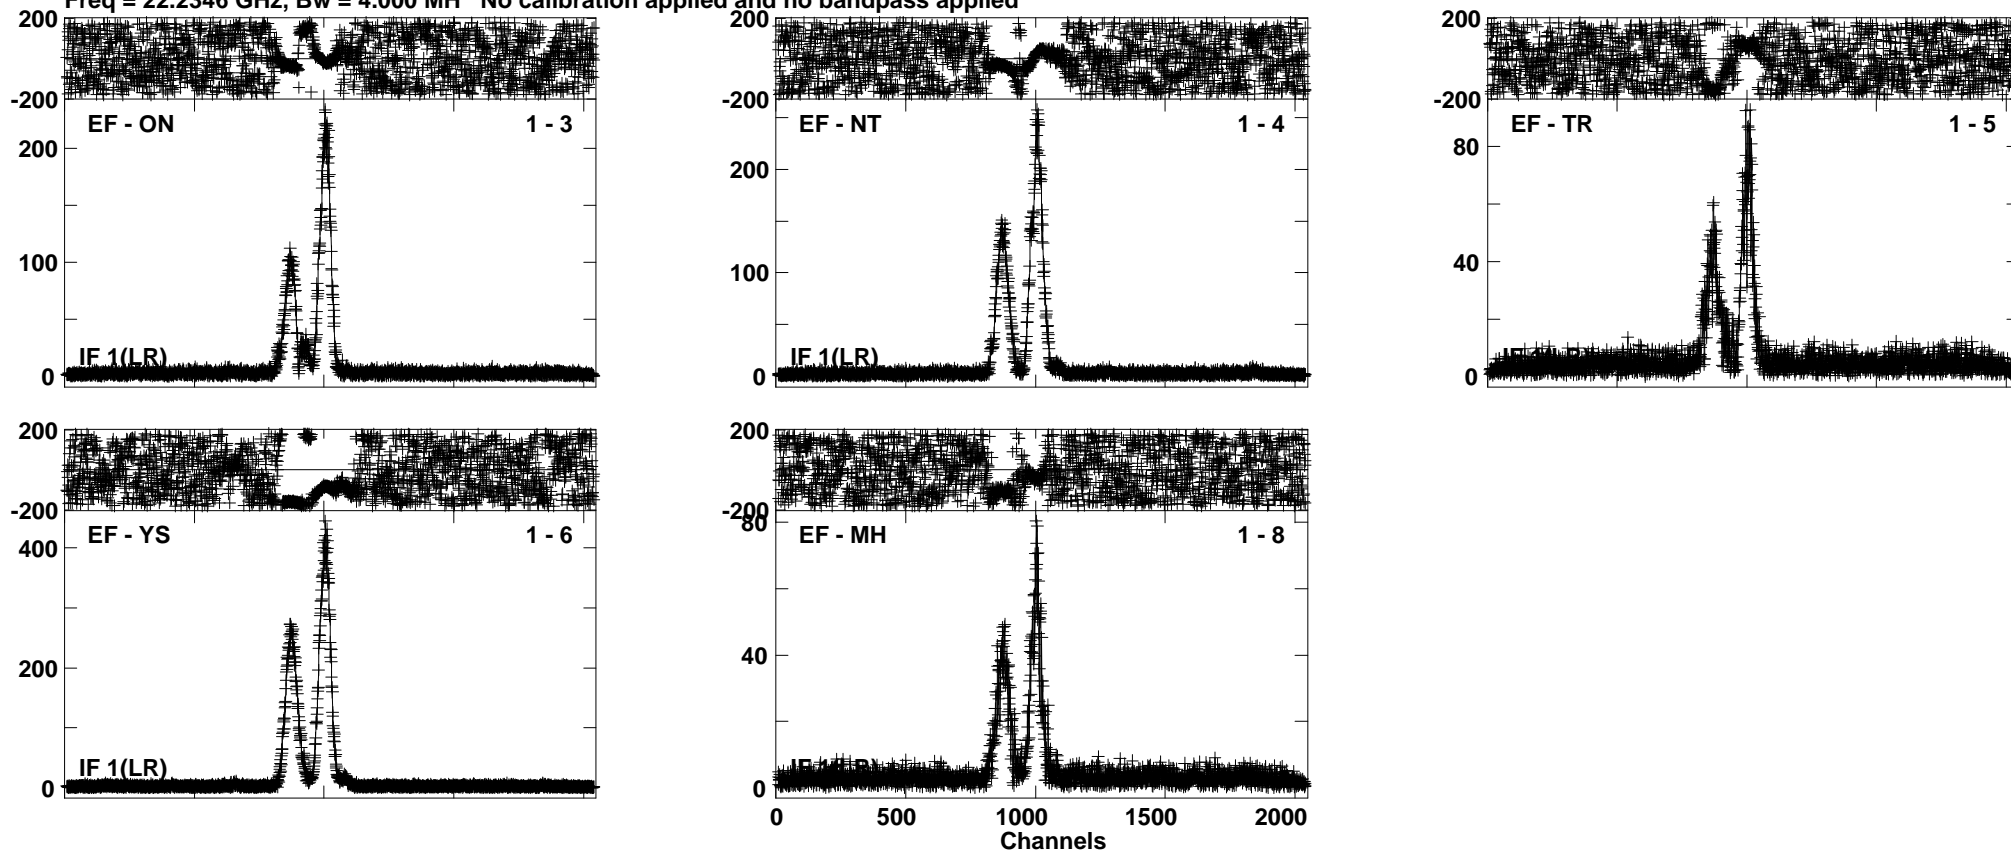 Freq = 22.2346 GHz, Bw = 4.000 MH No calibration applied and no bandpass applied
200
-200
EF - ON 1 - 3
200
100
0
IF 1(LR)
200
-200
EF - NT 1 - 4
200
100
0
IF 1(LR)
200
-200
EF - TR 1 - 5
80
40
0
200
-200
EF - YS 1 - 6
400
200
0
IF 1(LR)
200
-200
80
EF - MH 1 - 8
40
0
0 500 1000 1500 2000
Channels